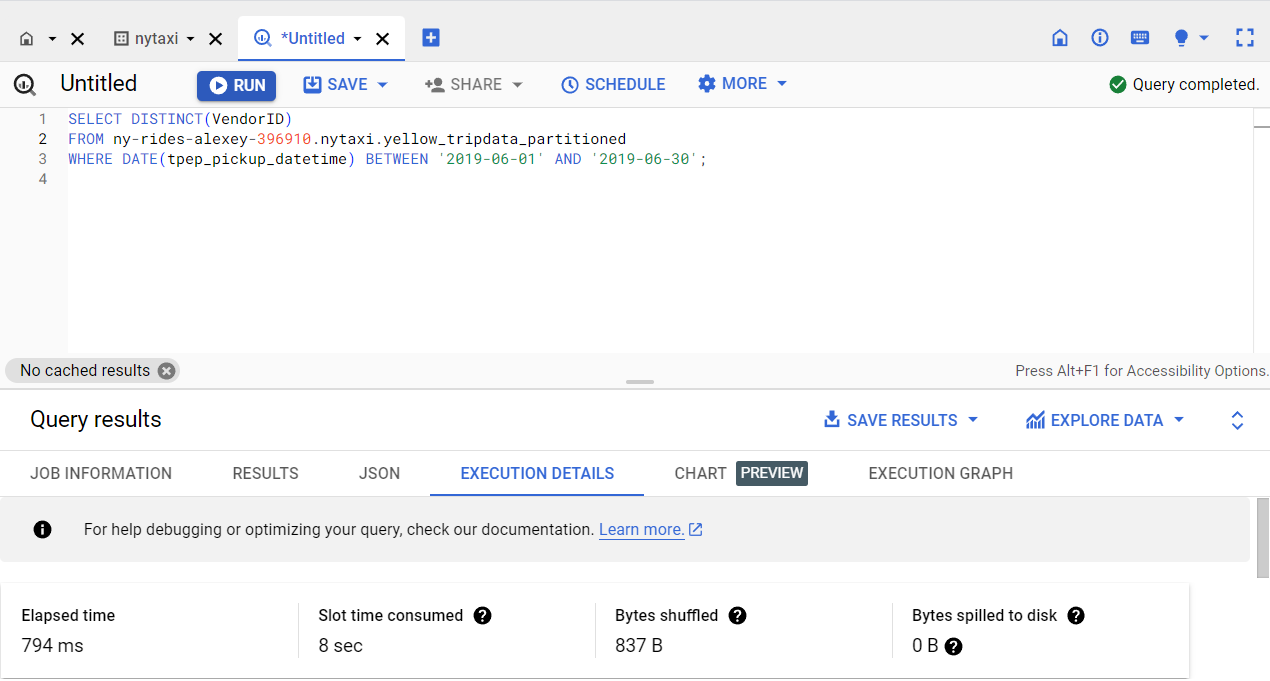 nytaxi
*Untitled
Untitled
RUN
SAVE
SHARE
SCHEDULE
MORE
Query completed.
1 SELECT DISTINCT(VendorID)
2 FROM ny-rides-alexey-396910.nytaxi.yellow_tripdata_partitioned
3 WHERE DATE(tpep_pickup_datetime) BETWEEN '2019-06-01' AND '2019-06-30';
4
No cached results
Press Alt+F1 for Accessibility Options.
Query results
SAVE RESULTS
EXPLORE DATA
JOB INFORMATION
RESULTS
JSON
EXECUTION DETAILS
CHART PREVIEW
EXECUTION GRAPH
For help debugging or optimizing your query, check our documentation. Learn more.
Elapsed time
794 ms
Slot time consumed
8 sec
Bytes shuffled
837 B
Bytes spilled to disk
0 B